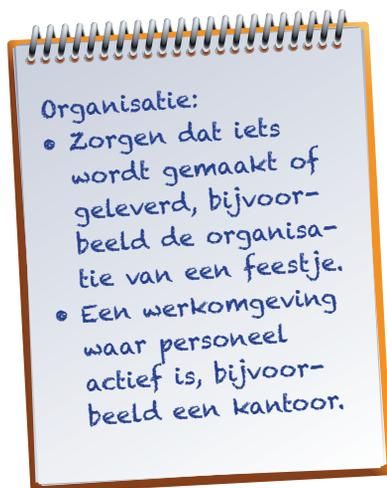 Organisatie:
• Zorgen dat iets
wordt gemaakt of
geleverd, bijvoor-
beeld de organisa-
tie van een feestje.
• Een werkomgeving
waar personeel
actief is, bijvoor-
beeld een kantoor.